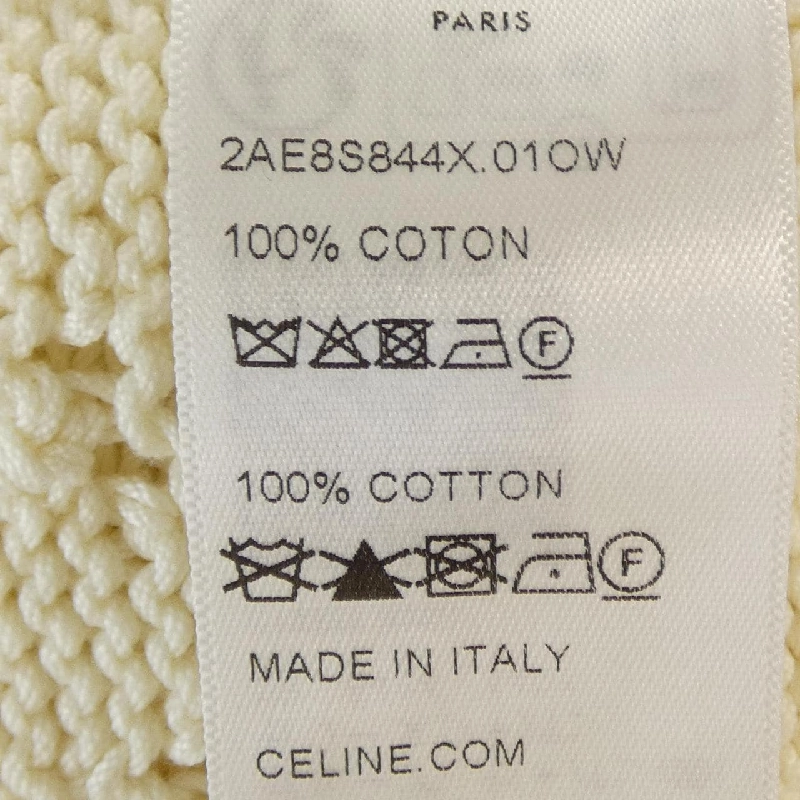 PARIS
2AE8S844X.01OW
100% COTON
F
100% COTTON
F
MADE IN ITALY
CELINE.COM